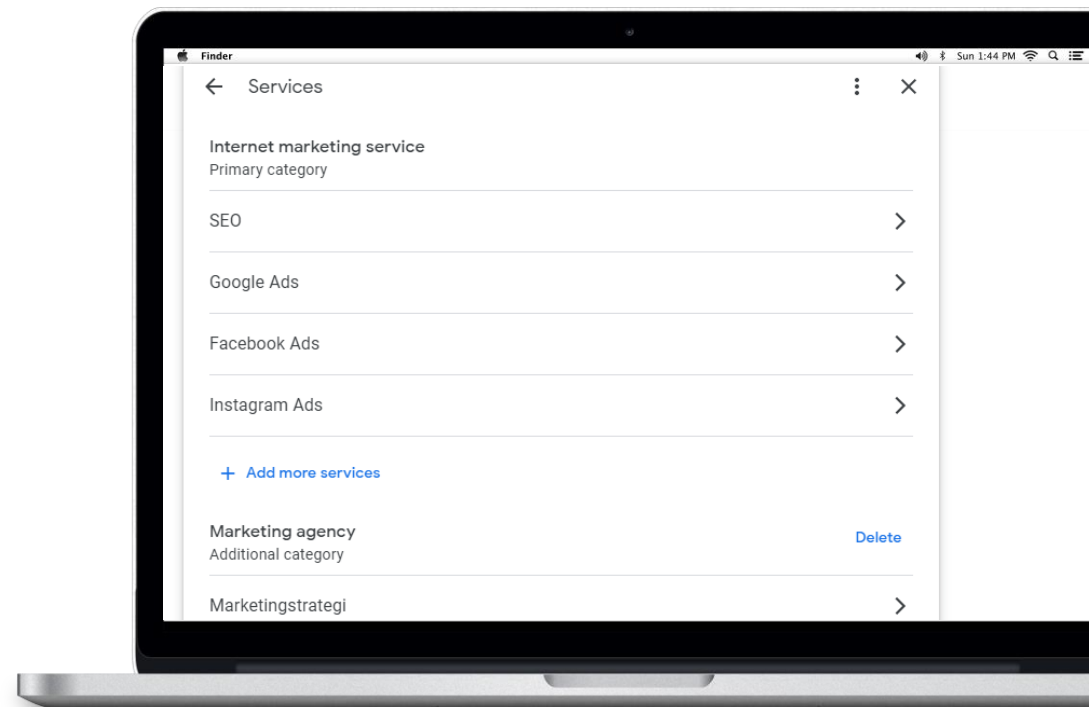 Finder
Sun 1:44 PM
Services
Internet marketing service
Primary category
SEO
Google Ads
Facebook Ads
Instagram Ads
+ Add more services
Marketing agency
Delete
Additional category
Marketingstrategi